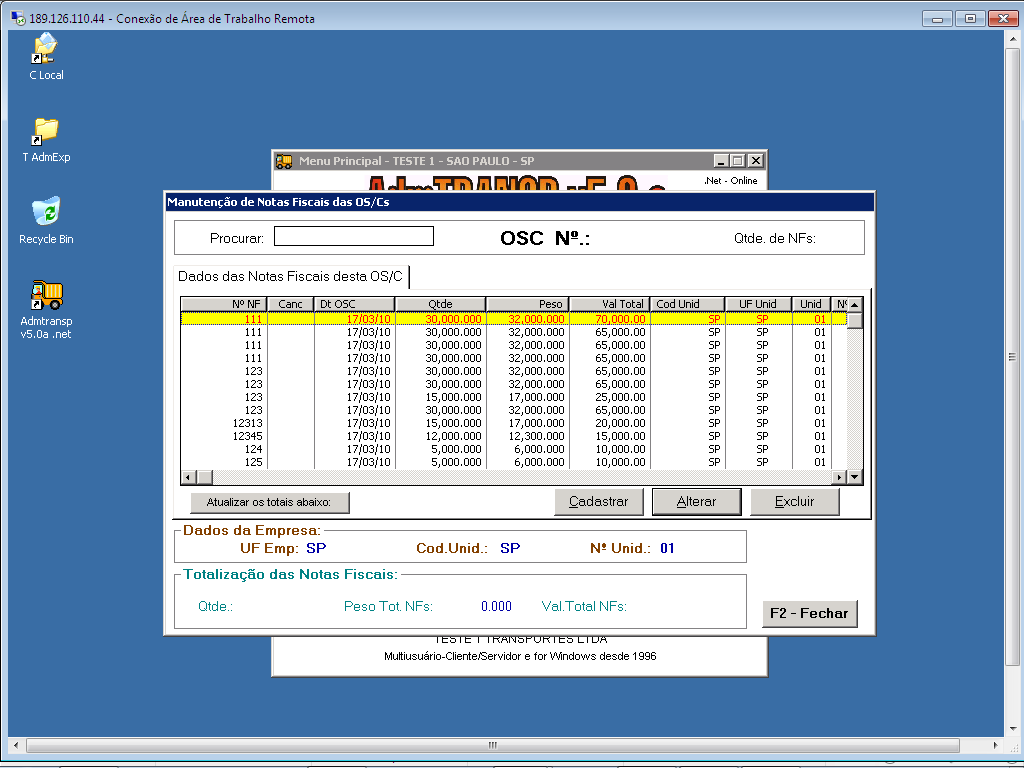 189.126.110.44 - Conexão de Área de Trabalho Remota
C Local
T AdmExp
Recycle Bin
Admtransp
v5.0a .net
Menu Principal - TESTE 1 - SAO PAULO - SP
.Net - Online
Manutenção de Notas Fiscais das OS/Cs
Procurar: OSC Nº.: Qtde. de NFs:
Dados das Notas Fiscais desta OS/C
Nº NF Canc Dt OSC Qtde Peso Val Total Cod Unid UF Unid Unid Nº
111 17/03/10 30,000.000 32,000.000 70,000.00 SP SP 01
111 17/03/10 30,000.000 32,000.000 65,000.00 SP SP 01
111 17/03/10 30,000.000 32,000.000 65,000.00 SP SP 01
111 17/03/10 30,000.000 32,000.000 65,000.00 SP SP 01
123 17/03/10 30,000.000 32,000.000 65,000.00 SP SP 01
123 17/03/10 30,000.000 32,000.000 65,000.00 SP SP 01
123 17/03/10 15,000.000 17,000.000 25,000.00 SP SP 01
123 17/03/10 30,000.000 32,000.000 65,000.00 SP SP 01
12313 17/03/10 15,000.000 17,000.000 20,000.00 SP SP 01
12345 17/03/10 12,000.000 12,300.000 15,000.00 SP SP 01
124 17/03/10 5,000.000 6,000.000 10,000.00 SP SP 01
125 17/03/10 5,000.000 6,000.000 10,000.00 SP SP 01
Atualizar os totais abaixo: Cadastrar Alterar Excluir
Dados da Empresa:
UF Emp: SP Cod.Unid.: SP Nº Unid.: 01
Totalização das Notas Fiscais:
Qtde.: Peso Tot. NFs: 0.000 Val.Total NFs:
F2 - Fechar
TESTE 1 TRANSPORTES LTDA
Multiusuário-Cliente/Servidor e for Windows desde 1996